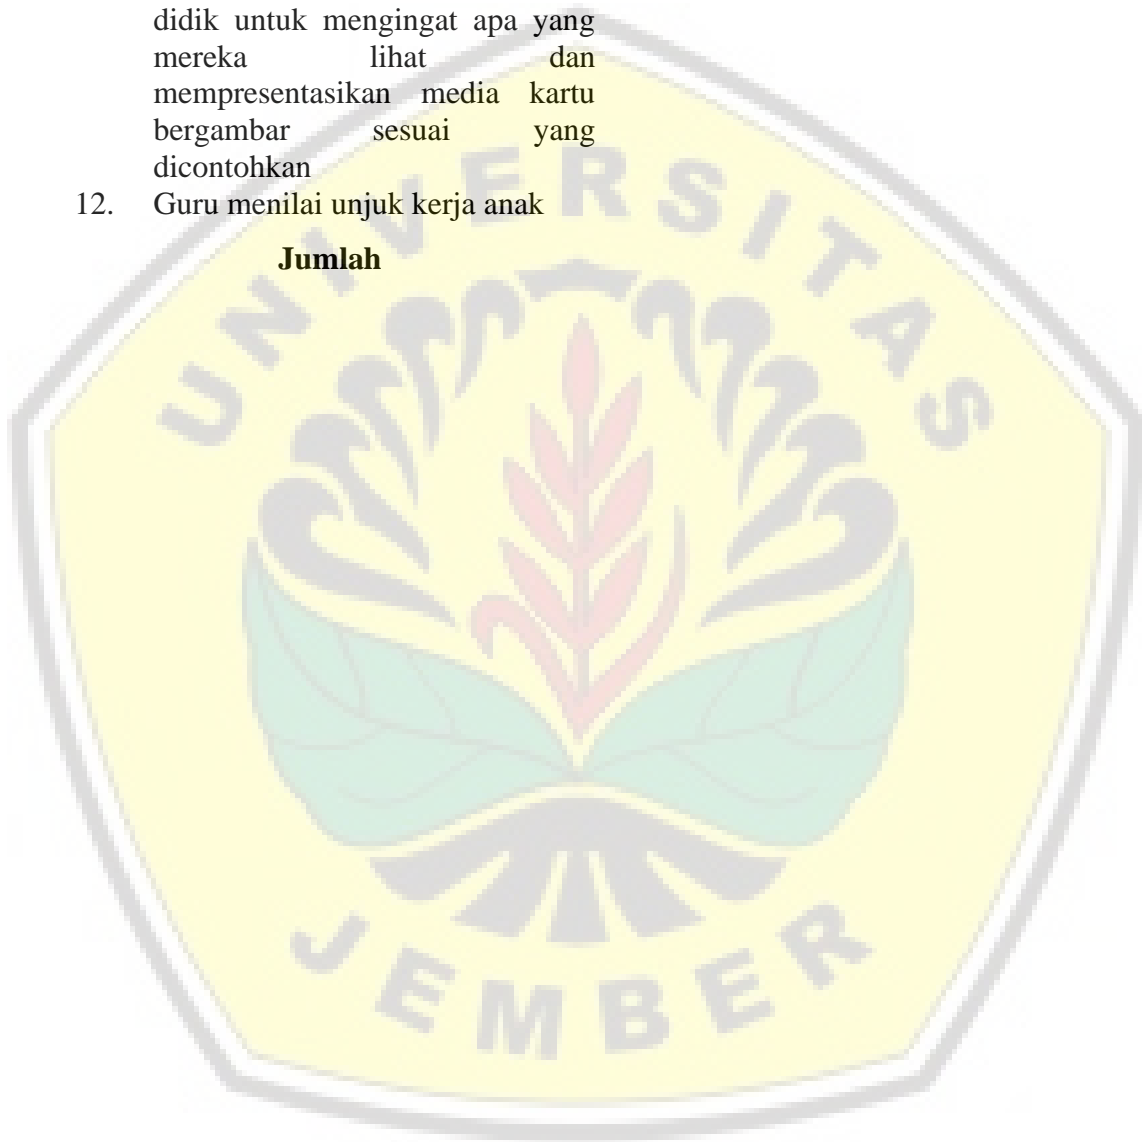 didik untuk mengingat apa yang
mereka lihat dan
mempresentasikan media kartu
bergambar sesuai yang
dicontohkan
12. Guru menilai unjuk kerja anak
Jumlah
UNIVERSITAS
JEMBER